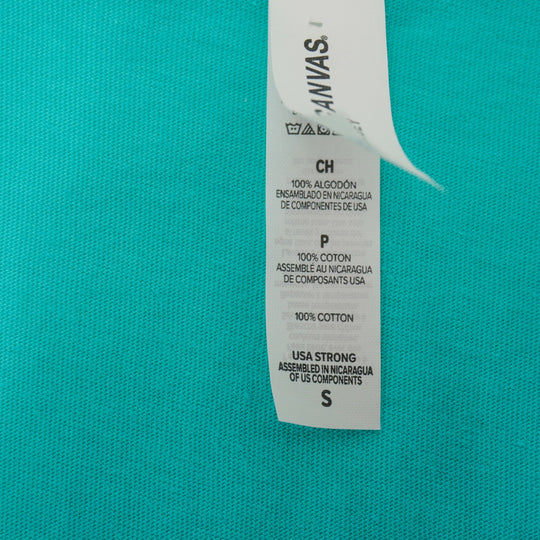 CANVAS®
CH
100% ALGODÓN
ENSAMBLADO EN NICARAGUA
DE COMPONENTES DE USA
P
100% COTON
ASSEMBLÉ AU NICARAGUA
DE COMPOSANTS USA
100% COTTON
USA STRONG
ASSEMBLED IN NICARAGUA
OF US COMPONENTS
S